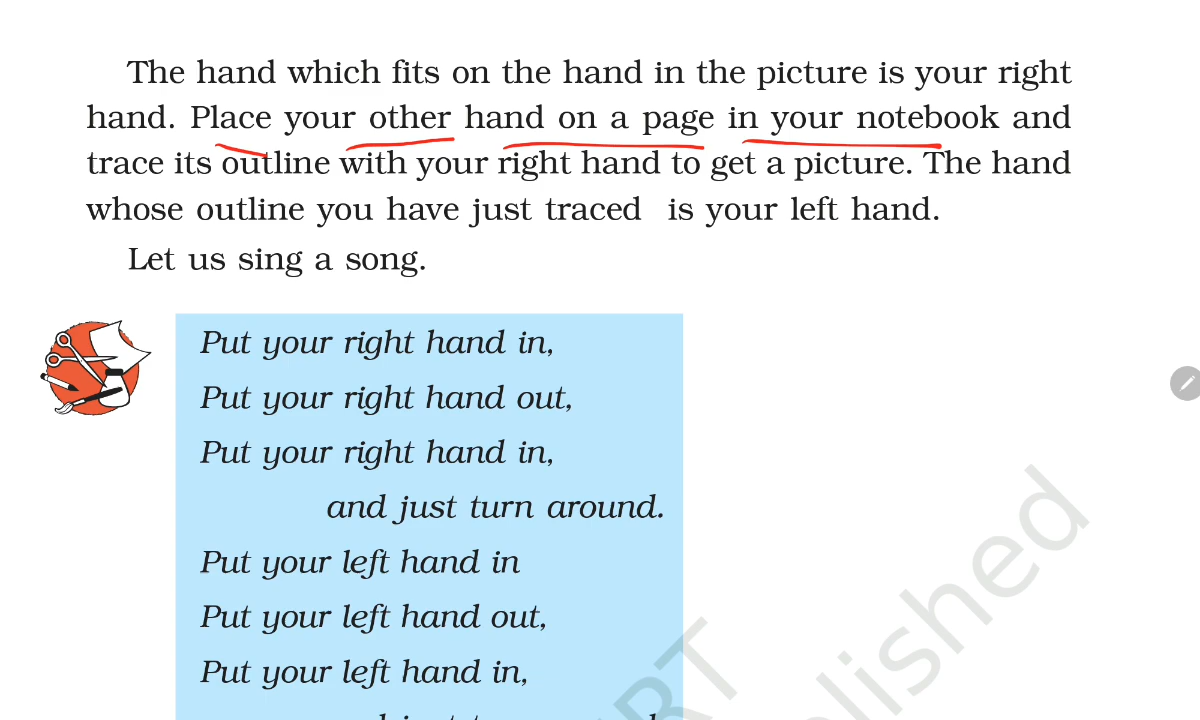 The hand which fits on the hand in the picture is your right
hand. Place your other hand on a page in your notebook and
trace its outline with your right hand to get a picture. The hand
whose outline you have just traced is your left hand.
Let us sing a song.
Put your right hand in,
Put your right hand out,
Put your right hand in,
and just turn around.
Put your left hand in
Put your left hand out,
Put your left hand in,